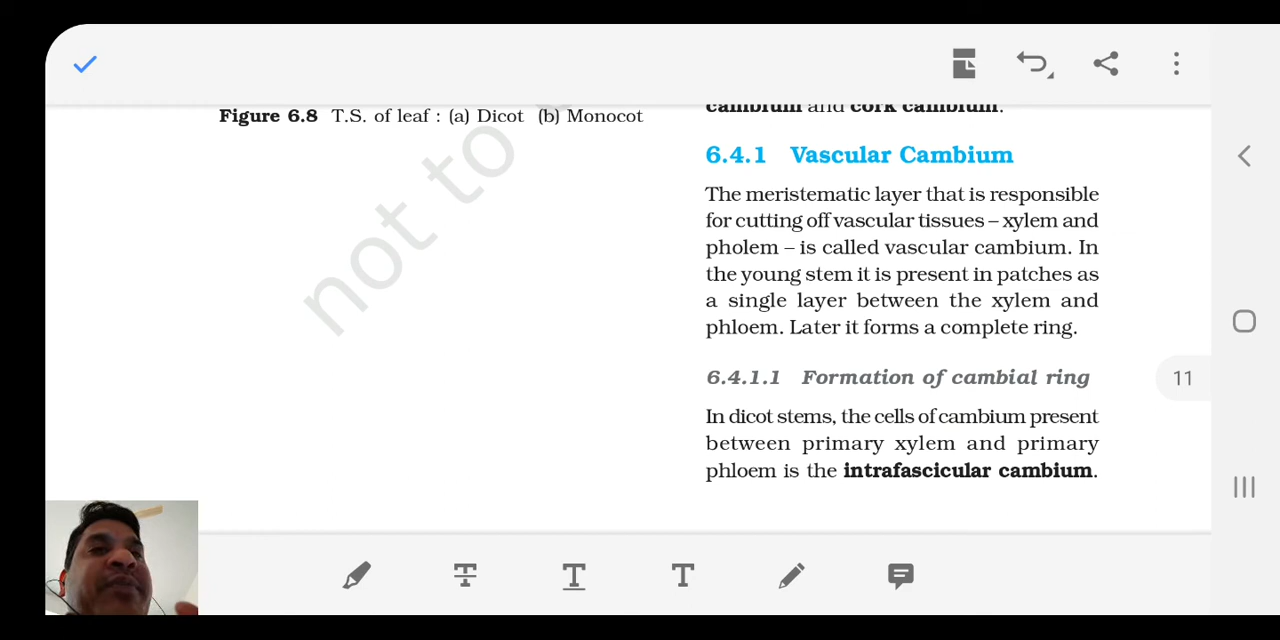 cambium and cork cambium.
Figure 6.8 T.S. of leaf : (a) Dicot (b) Monocot
not to
6.4.1 Vascular Cambium
The meristematic layer that is responsible
for cutting off vascular tissues – xylem and
pholem – is called vascular cambium. In
the young stem it is present in patches as
a single layer between the xylem and
phloem. Later it forms a complete ring.
6.4.1.1 Formation of cambial ring
In dicot stems, the cells of cambium present
between primary xylem and primary
phloem is the intrafascicular cambium.
11
T
T
T